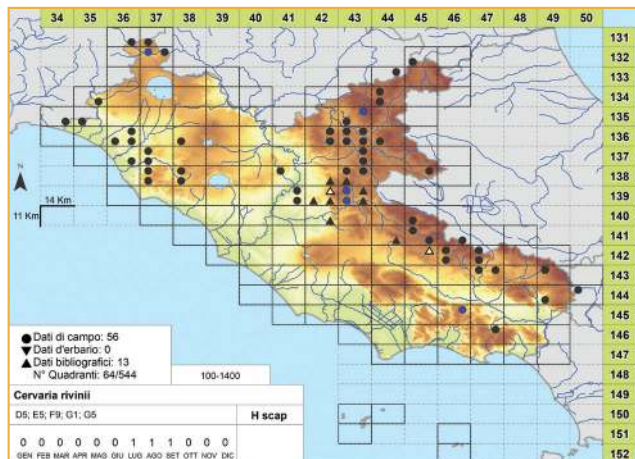 34 35 36 37 38 39 40 41 42 43 44 45 46 47 48 49 50
131
132
133
134
135
136
137
138
139
140
141
142
143
144
145
146
147
148
149
150
151
152
N
14 Km
11 Km
Dati di campo: 56
Dati d'erbario: 0
Dati bibliografici: 13
N° Quadranti: 64/544
100-1400
Cervaria rivinii
D5; E5; F9; G1; G5
H scap
0 0 0 0 0 0 1 1 1 0 0 0
GEN FEB MAR APR MAG GIU LUG AGO SET OTT NOV DIC